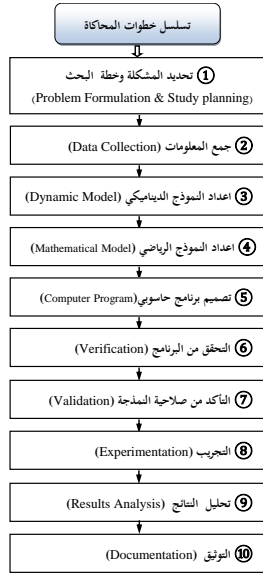 تسلسل خطوات المحاكاة
① تحديد المشكلة وخطة البحث
(Problem Formulation & Study planning)
② جمع المعلومات (Data Collection)
③ اعداد النموذج الديناميكي (Dynamic Model)
④ اعداد النموذج الرياضي (Mathematical Model)
⑤ تصميم برنامج حاسوبي(Computer Program)
⑥ التحقق من البرنامج (Verification)
⑦ التأكد من صلاحية النمذجة (Validation)
⑧ التجريب (Experimentation)
⑨ تحليل النتائج (Results Analysis)
⑩ التوثيق (Documentation)